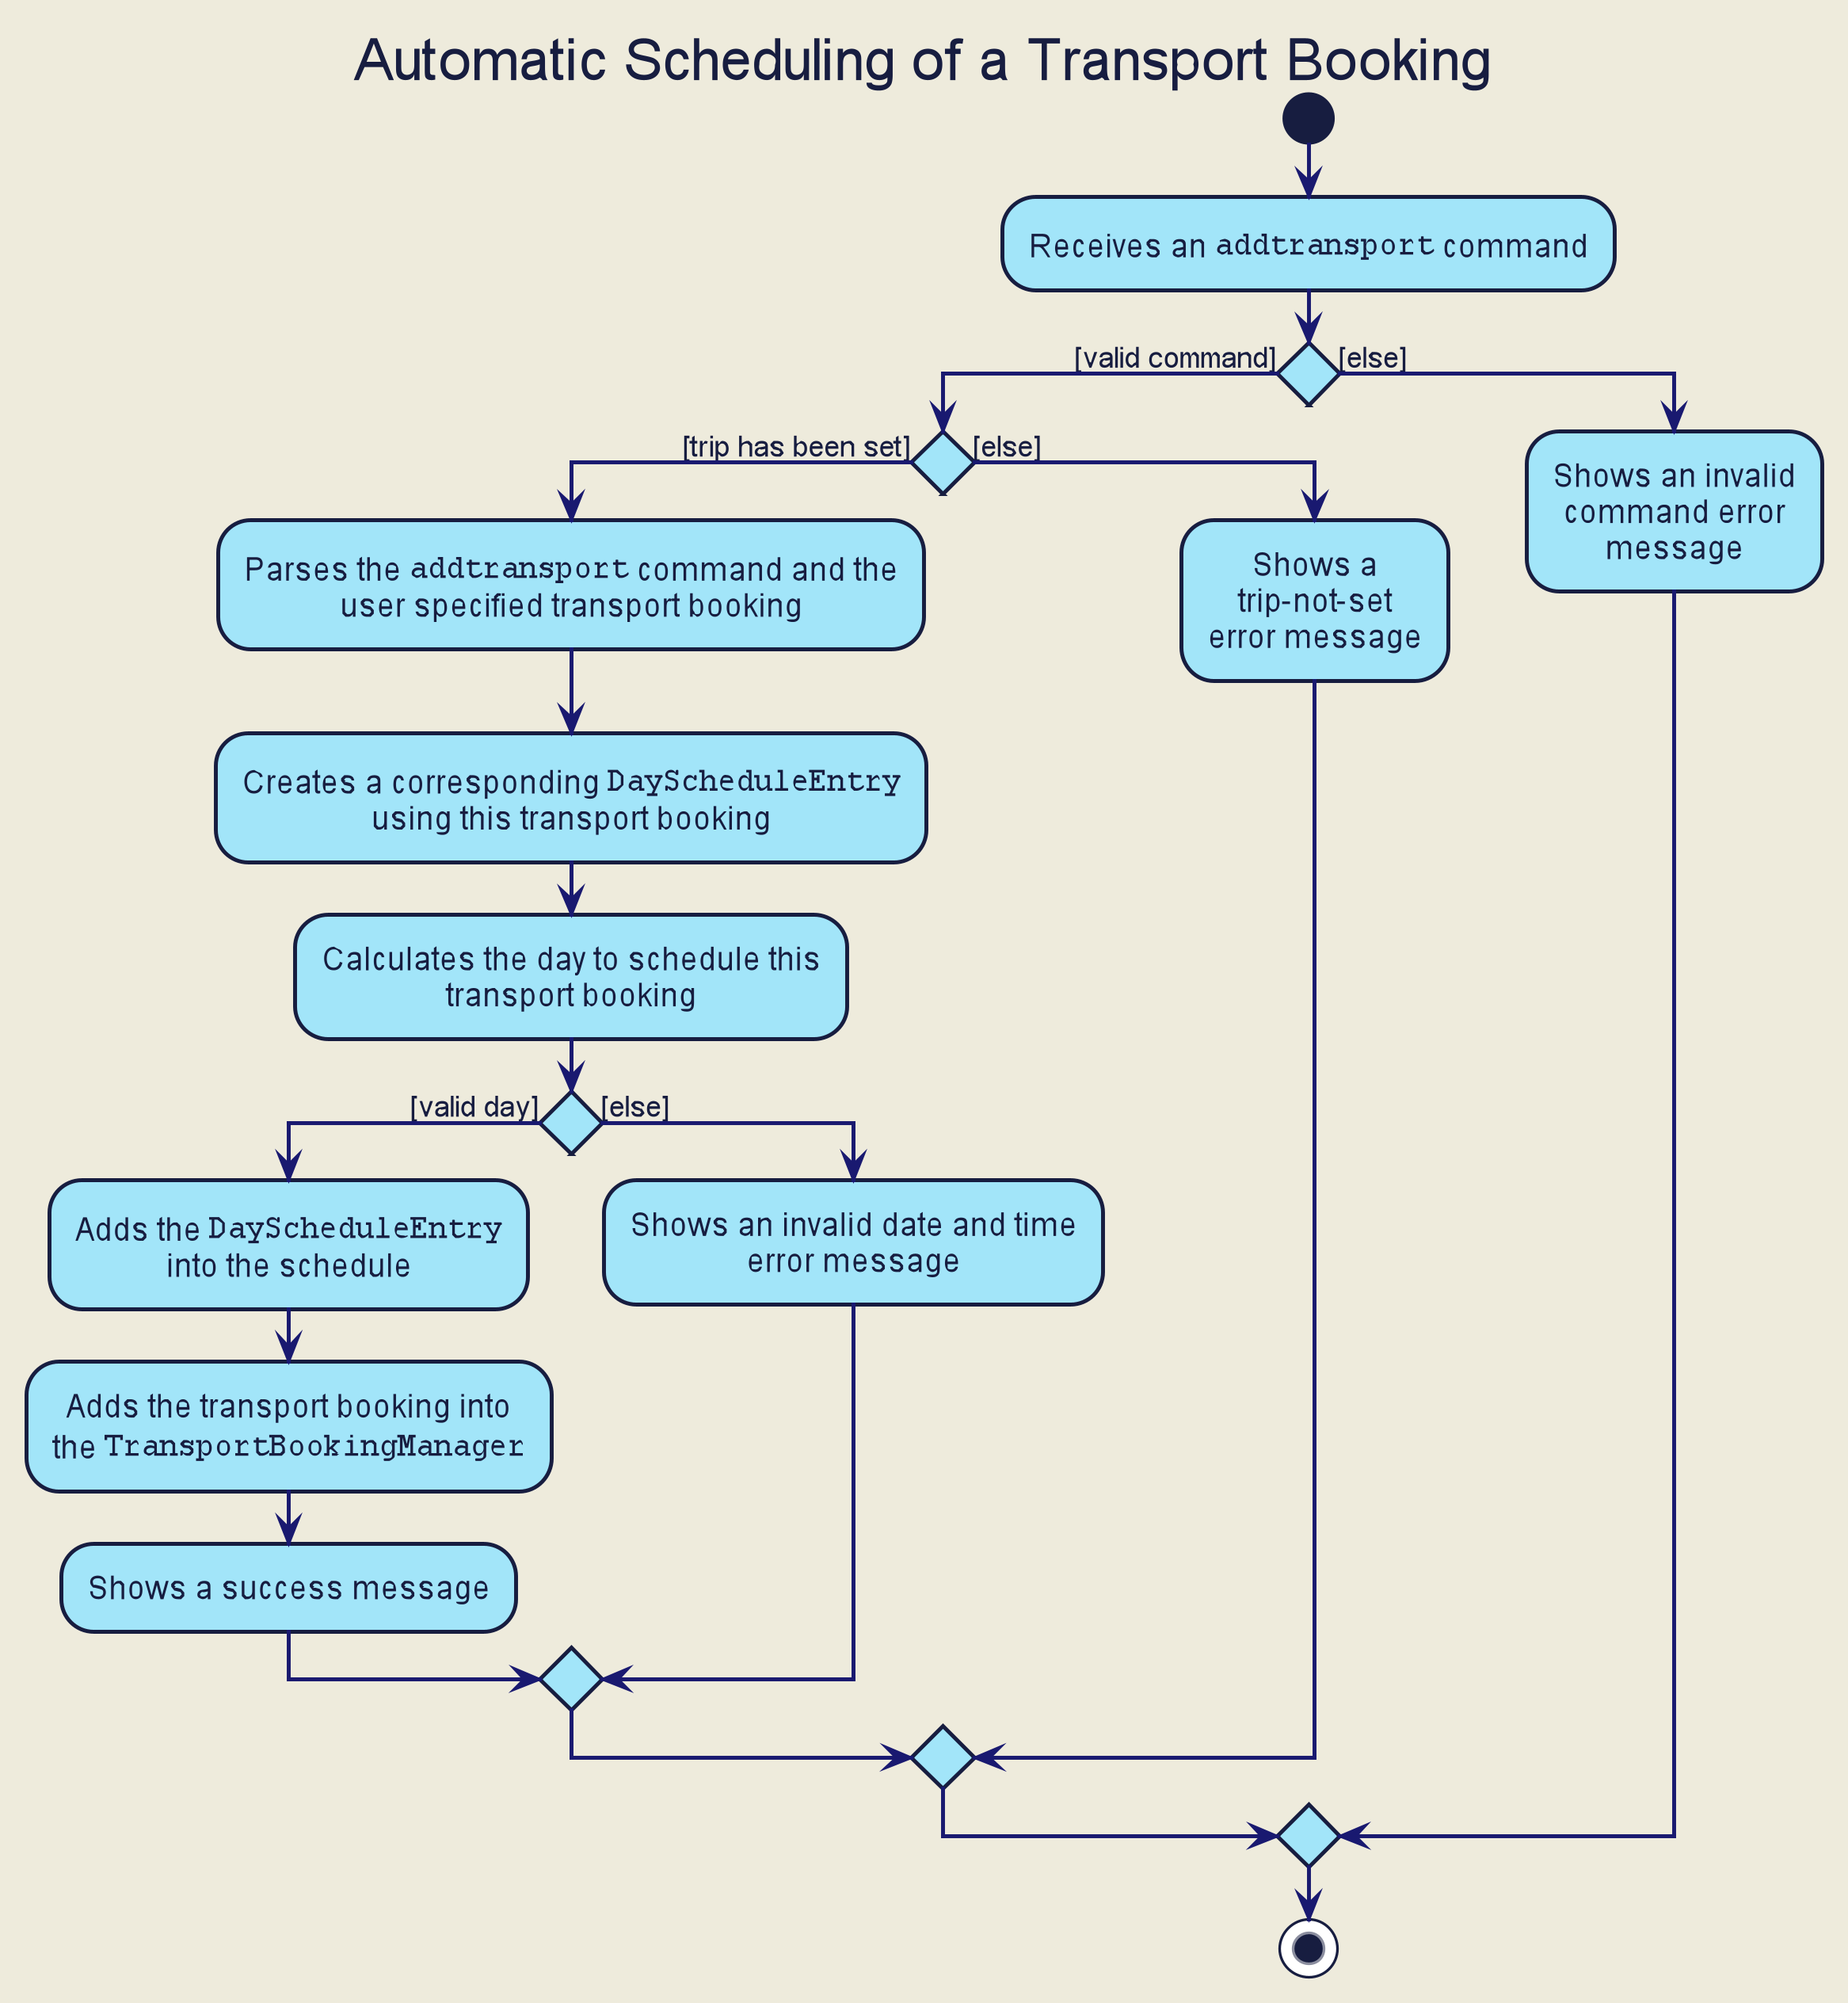 Automatic Scheduling of a Transport Booking
Receives an addtransport command
[valid command]
[else]
[trip has been set]
[else]
Shows an invalid
command error
message
Parses the addtransport command and the
user specified transport booking
Shows a
trip-not-set
error message
Creates a corresponding DayScheduleEntry
using this transport booking
Calculates the day to schedule this
transport booking
[valid day]
[else]
Adds the DayScheduleEntry
into the schedule
Shows an invalid date and time
error message
Adds the transport booking into
the TransportBookingManager
Shows a success message